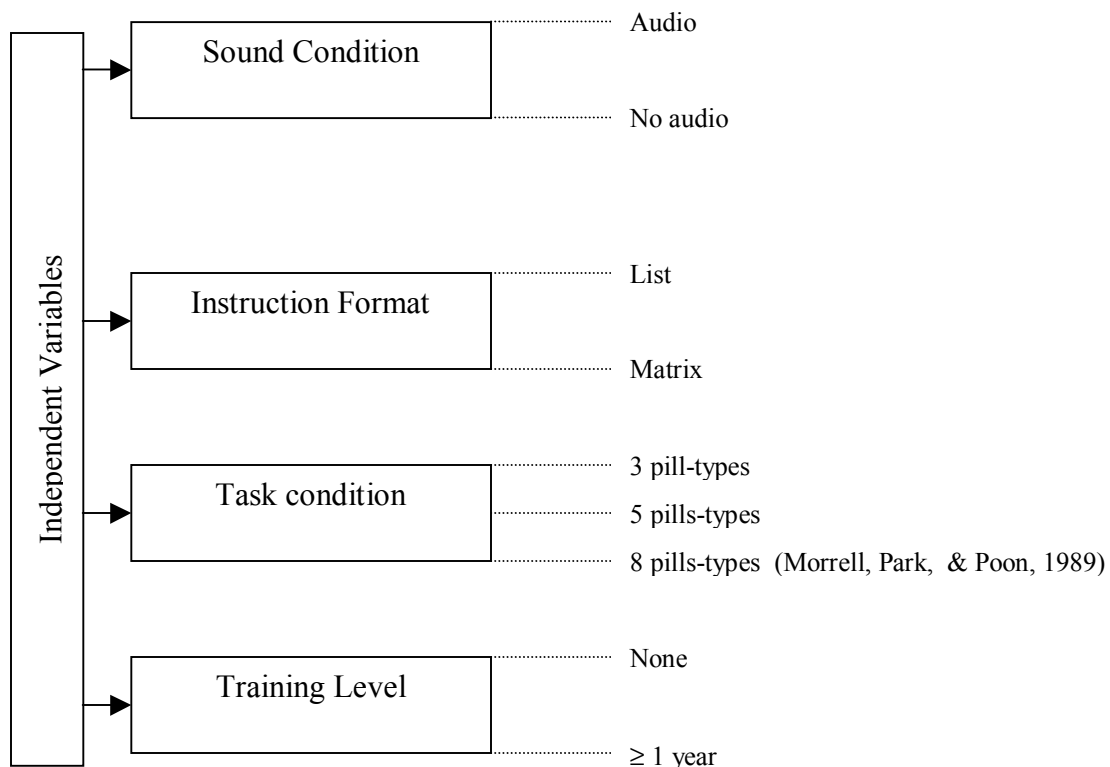 Independent Variables
Sound Condition
Audio
No audio
Instruction Format
List
Matrix
Task condition
3 pill-types
5 pills-types
8 pills-types (Morrell, Park, & Poon, 1989)
Training Level
None
≥ 1 year